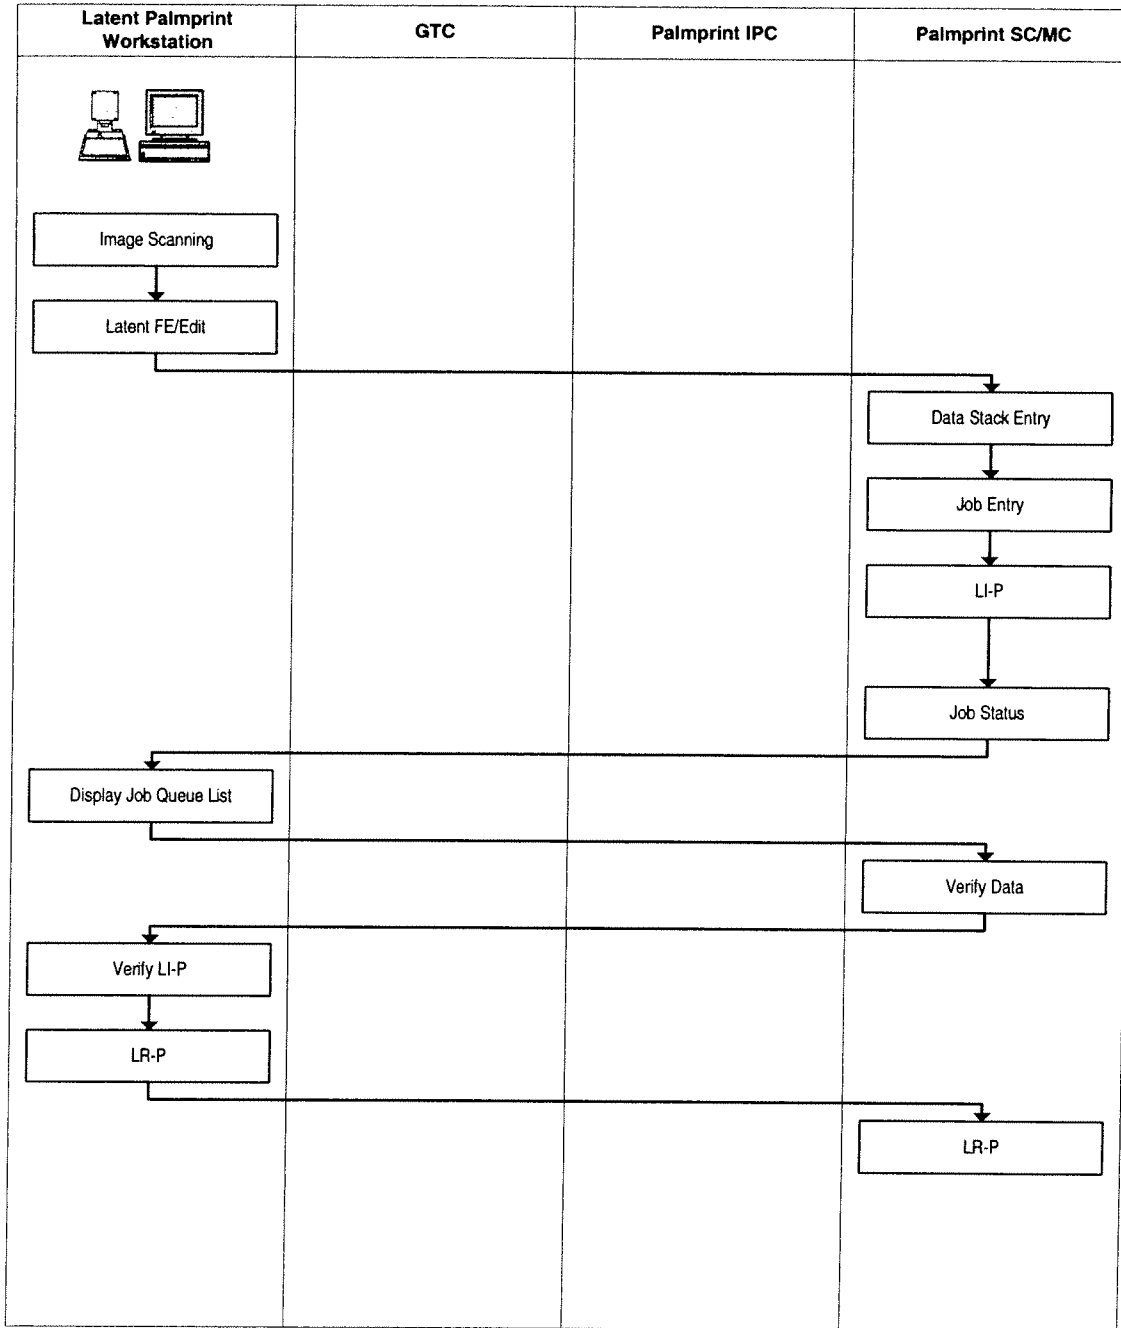 Latent Palmprint
Workstation
GTC
Palmprint IPC
Palmprint SC/MC
Image Scanning
Latent FE/Edit
Data Stack Entry
Job Entry
LI-P
Job Status
Display Job Queue List
Verify Data
Verify LI-P
LR-P
LR-P